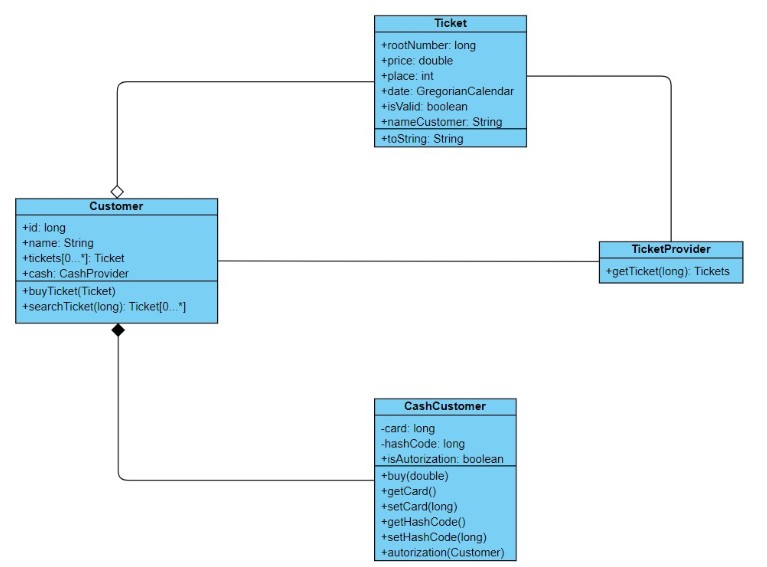 Ticket
+rootNumber: long
+price: double
+place: int
+date: GregorianCalendar
+isValid: boolean
+nameCustomer: String
+toString: String
Customer
+id: long
+name: String
+tickets[0...*]: Ticket
+cash: CashProvider
+buyTicket(Ticket)
+searchTicket(long): Ticket[0...*]
TicketProvider
+getTicket(long): Tickets
CashCustomer
-card: long
-hashCode: long
+isAutorization: boolean
+buy(double)
+getCard()
+setCard(long)
+getHashCode()
+setHashCode(long)
+autorization(Customer)